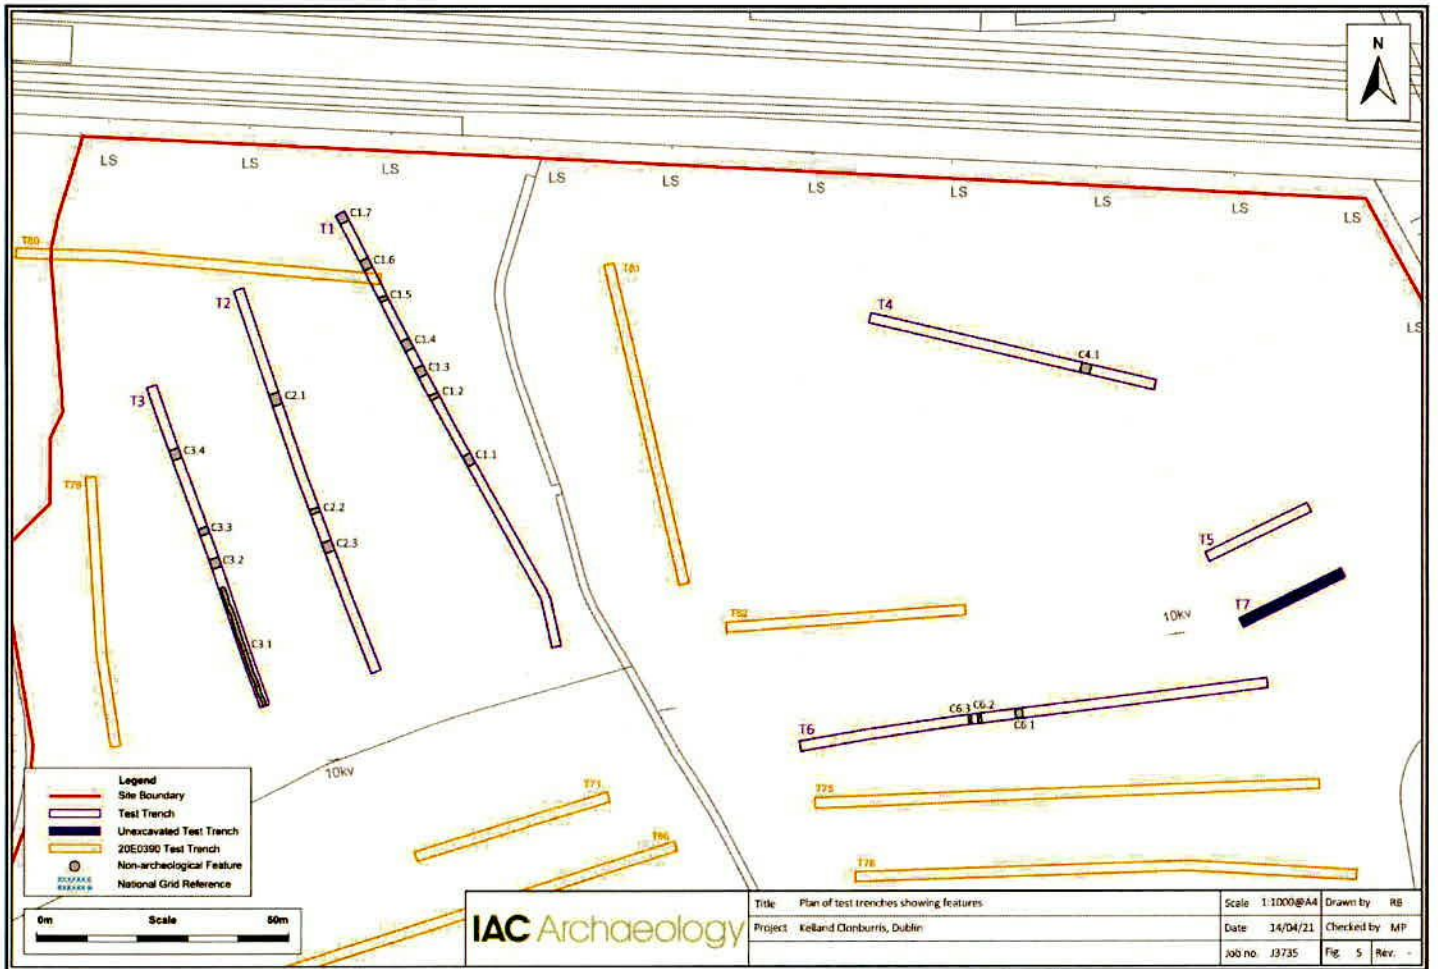 N
LS LS LS LS LS LS LS LS LS LS
LS
T1 C1.7
C1.6
C1.5
C1.4
C1.3
C1.2
C1.1
T80
T2
C2.1
C2.2
C2.3
T3
C3.4
C3.3
C3.2
C3.1
T79
T81
T4
C4.1
T5
T7
10kv
T82
T6
C6.3 C6.2
C6.1
T75
T71
10kv
Legend
Site Boundary
Test Trench
Unexcavated Test Trench
20E0390 Test Trench
Non-archeological Feature
National Grid Reference
0m Scale 50m
IAC Archaeology
Title Plan of test trenches showing features
Project Kelland Clonburris, Dublin
Scale 1:1000@A4 Drawn by RB
Date 14/04/21 Checked by MP
Job no. J3735 Fig. 5 Rev. -